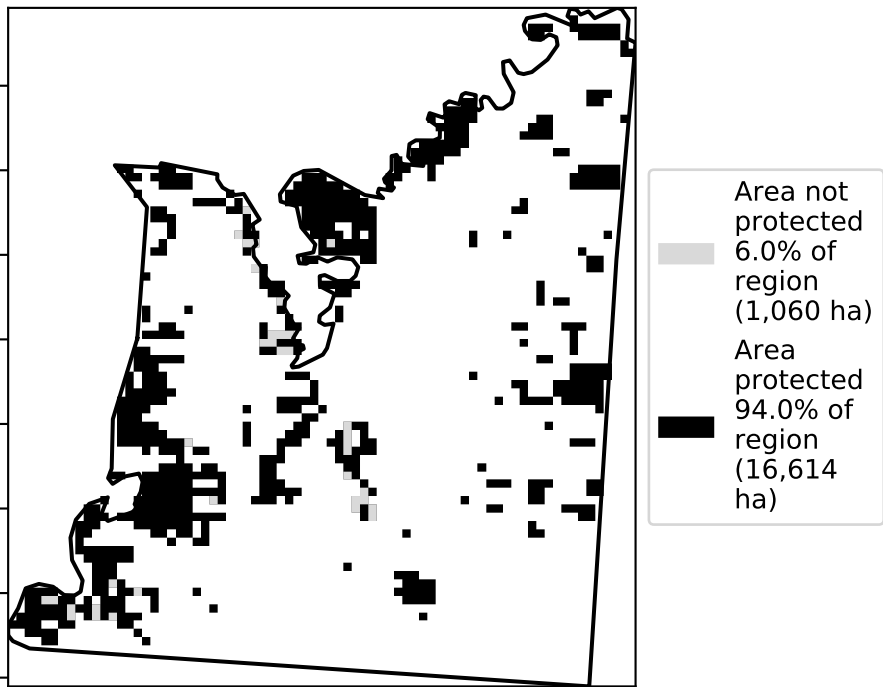 Area not
protected
6.0% of
region
(1,060 ha)
Area
protected
94.0% of
region
(16,614
ha)